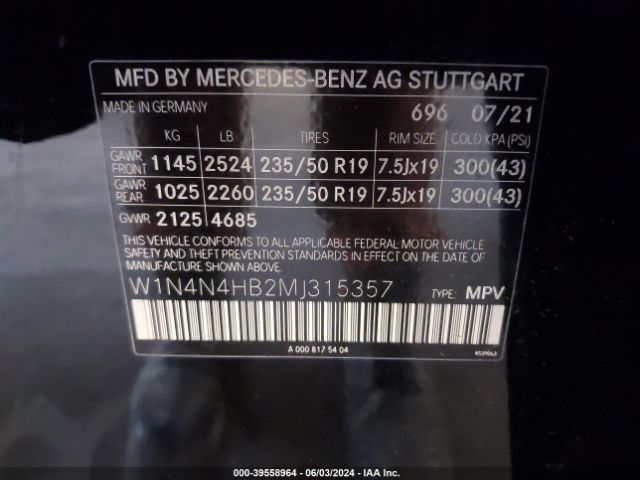 MFD BY MERCEDES-BENZ AG STUTTGART
MADE IN GERMANY 696 07/21
KG LB TIRES RIM SIZE COLD KPA (PSI)
GAWR FRONT 1145 2524 235/50 R19 7.5Jx19 300(43)
GAWR REAR 1025 2260 235/50 R19 7.5Jx19 300(43)
GVWR 2125 4685
THIS VEHICLE CONFORMS TO ALL APPLICABLE FEDERAL MOTOR VEHICLE
SAFETY AND THEFT PREVENTION STANDARDS IN EFFECT ON THE DATE OF
MANUFACTURE SHOWN ABOVE.
W1N4N4HB2MJ315357 TYPE: MPV
A 000 817 54 04 4539063
000-39558964 | 06/03/2024 - IAA Inc.